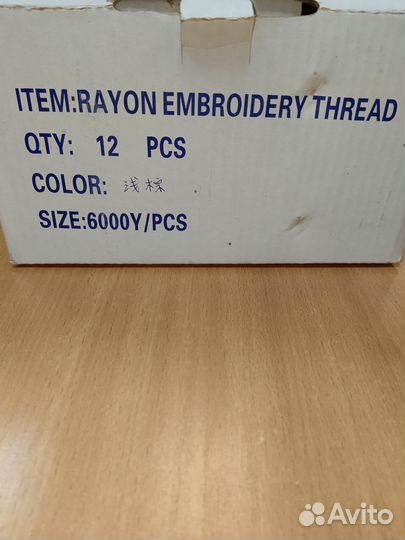 ITEM:RAYON EMBROIDERY THREAD
QTY: 12 PCS
COLOR: 浅棕
SIZE:6000Y/PCS
Avito